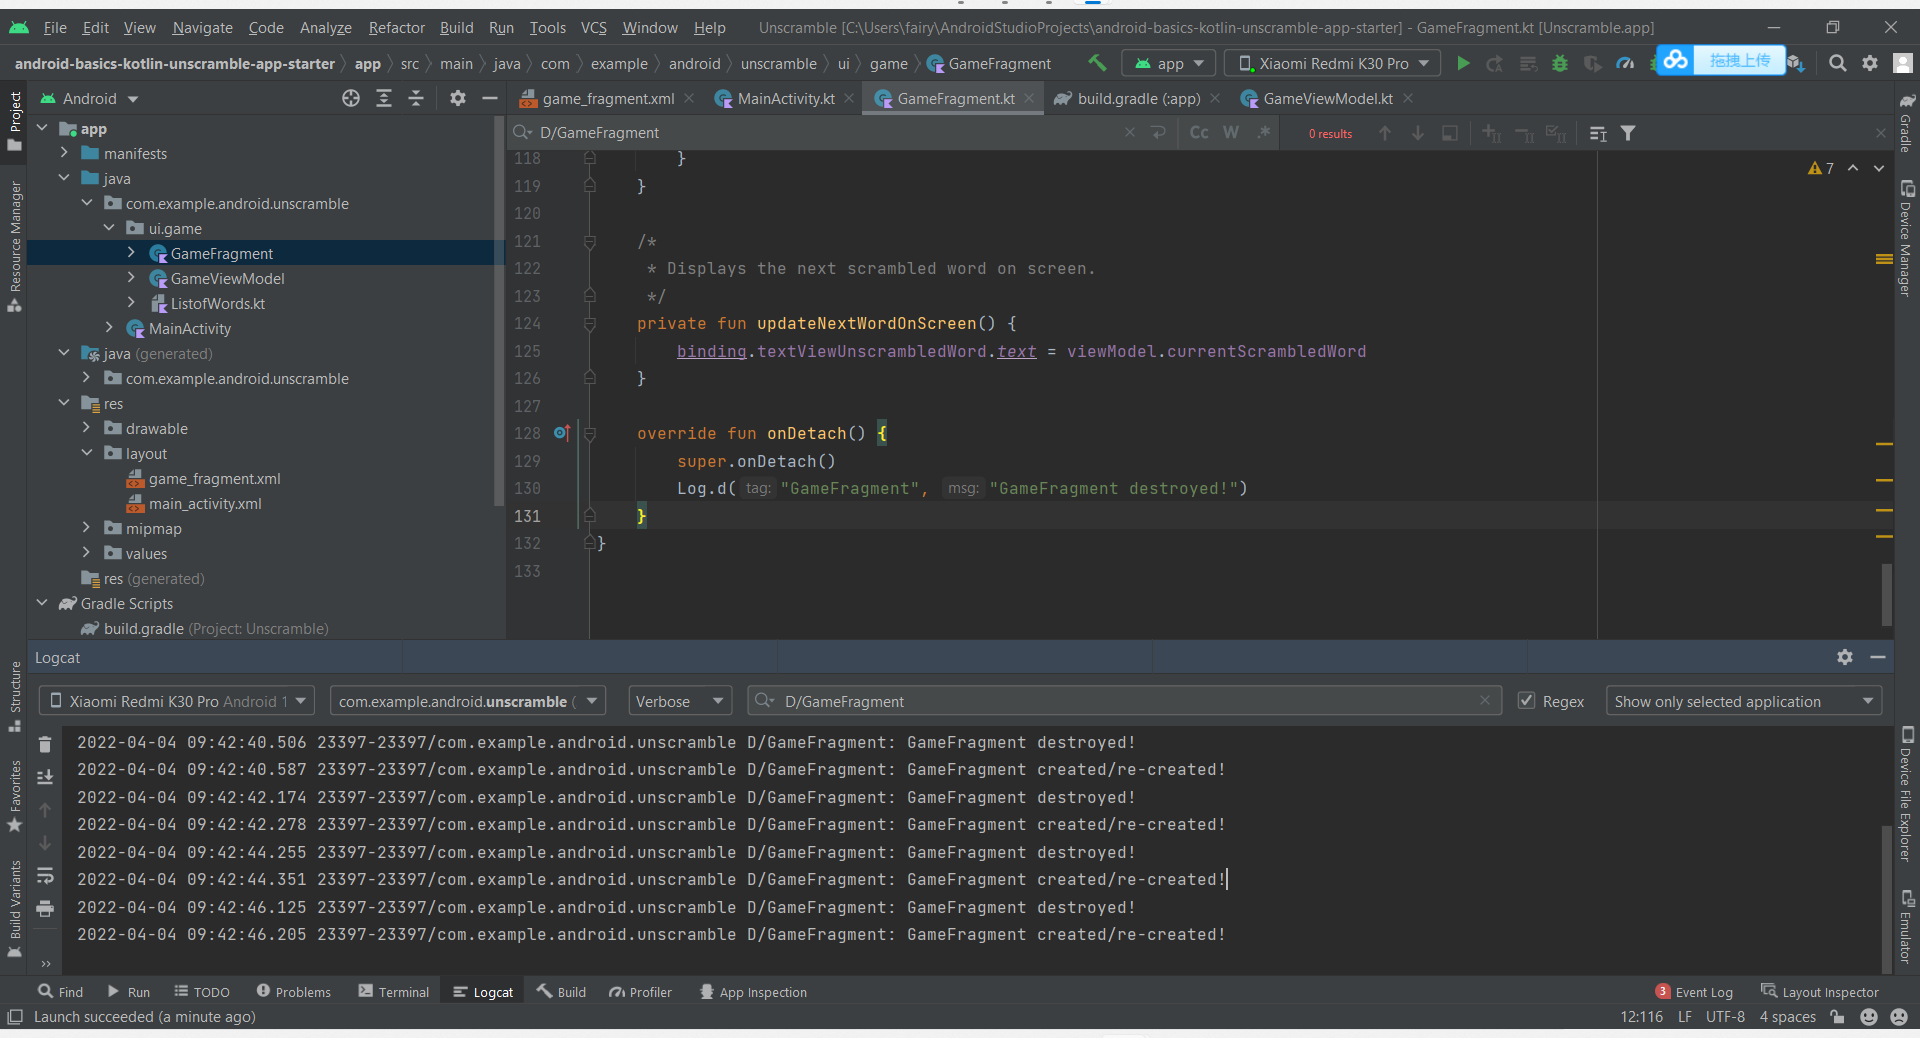 File Edit View Navigate Code Analyze Refactor Build Run Tools VCS Window Help Unscramble [C:\Users\fairy\AndroidStudioProjects\android-basics-kotlin-unscramble-app-starter] - GameFragment.kt [Unscramble.app]
android-basics-kotlin-unscramble-app-starter app src main java com example android unscramble ui game GameFragment app Xiaomi Redmi K30 Pro 拖拽上传
Android game_fragment.xml MainActivity.kt GameFragment.kt build.gradle (:app) GameViewModel.kt
D/GameFragment Cc W .* 0 results
Project
Resource Manager
Structure
Favorites
Build Variants
app
manifests
java
com.example.android.unscramble
ui.game
GameFragment
GameViewModel
ListofWords.kt
MainActivity
java (generated)
com.example.android.unscramble
res
drawable
layout
game_fragment.xml
main_activity.xml
mipmap
values
res (generated)
Gradle Scripts
build.gradle (Project: Unscramble)
7
118 }
119 }
120
121 /*
122 * Displays the next scrambled word on screen.
123 */
124 private fun updateNextWordOnScreen() {
125 binding.textViewUnscrambledWord.text = viewModel.currentScrambledWord
126 }
127
128 override fun onDetach() {
129 super.onDetach()
130 Log.d( tag: "GameFragment", msg: "GameFragment destroyed!")
131 }
132 }
133
Gradle
Device Manager
Device File Explorer
Emulator
Logcat
Xiaomi Redmi K30 Pro Android 1 com.example.android.unscramble ( Verbose D/GameFragment Regex Show only selected application
2022-04-04 09:42:40.506 23397-23397/com.example.android.unscramble D/GameFragment: GameFragment destroyed!
2022-04-04 09:42:40.587 23397-23397/com.example.android.unscramble D/GameFragment: GameFragment created/re-created!
2022-04-04 09:42:42.174 23397-23397/com.example.android.unscramble D/GameFragment: GameFragment destroyed!
2022-04-04 09:42:42.278 23397-23397/com.example.android.unscramble D/GameFragment: GameFragment created/re-created!
2022-04-04 09:42:44.255 23397-23397/com.example.android.unscramble D/GameFragment: GameFragment destroyed!
2022-04-04 09:42:44.351 23397-23397/com.example.android.unscramble D/GameFragment: GameFragment created/re-created!
2022-04-04 09:42:46.125 23397-23397/com.example.android.unscramble D/GameFragment: GameFragment destroyed!
2022-04-04 09:42:46.205 23397-23397/com.example.android.unscramble D/GameFragment: GameFragment created/re-created!
Find Run TODO Problems Terminal Logcat Build Profiler App Inspection 3 Event Log Layout Inspector
Launch succeeded (a minute ago) 12:116 LF UTF-8 4 spaces